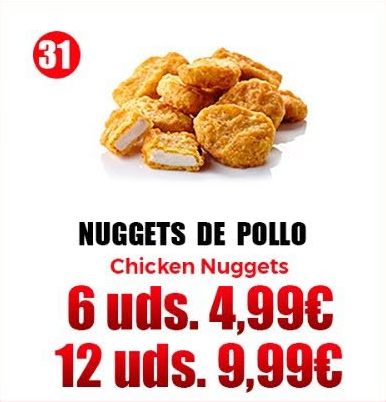 31
NUGGETS DE POLLO
Chicken Nuggets
6 uds. 4,99€
12 uds. 9,99€